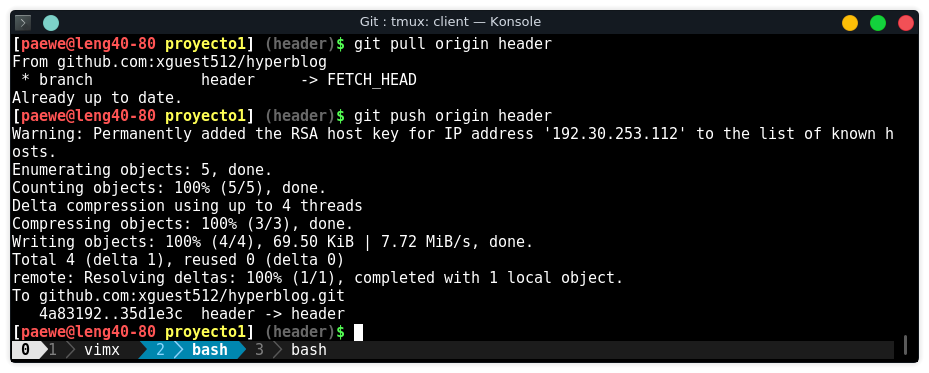 Git : tmux: client — Konsole
[paewe@leng40-80 proyecto1] (header)$ git pull origin header
From github.com:xguest512/hyperblog
 * branch            header     -> FETCH_HEAD
Already up to date.
[paewe@leng40-80 proyecto1] (header)$ git push origin header
Warning: Permanently added the RSA host key for IP address '192.30.253.112' to the list of known h
osts.
Enumerating objects: 5, done.
Counting objects: 100% (5/5), done.
Delta compression using up to 4 threads
Compressing objects: 100% (3/3), done.
Writing objects: 100% (4/4), 69.50 KiB | 7.72 MiB/s, done.
Total 4 (delta 1), reused 0 (delta 0)
remote: Resolving deltas: 100% (1/1), completed with 1 local object.
To github.com:xguest512/hyperblog.git
   4a83192..35d1e3c  header -> header
[paewe@leng40-80 proyecto1] (header)$
0 1 vimx 2 bash 3 bash